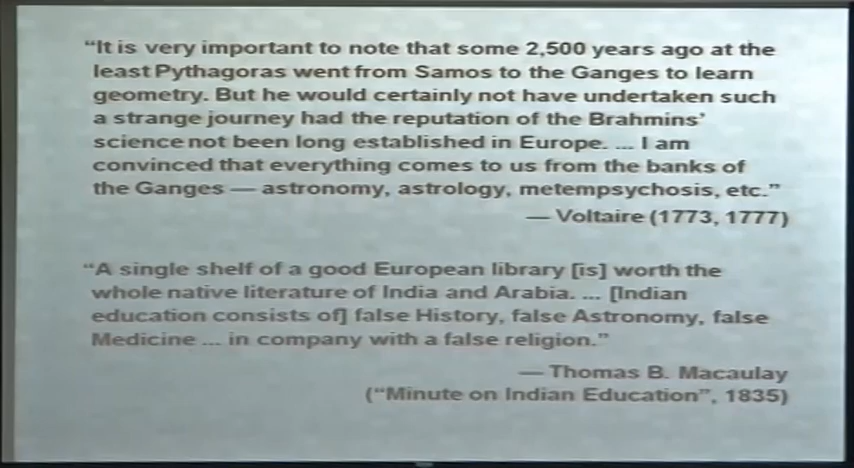 “It is very important to note that some 2,500 years ago at the
least Pythagoras went from Samos to the Ganges to learn
geometry. But he would certainly not have undertaken such
a strange journey had the reputation of the Brahmins’
science not been long established in Europe. ... I am
convinced that everything comes to us from the banks of
the Ganges — astronomy, astrology, metempsychosis, etc.”
— Voltaire (1773, 1777)
“A single shelf of a good European library [is] worth the
whole native literature of India and Arabia. ... [Indian
education consists of] false History, false Astronomy, false
Medicine ... in company with a false religion.”
— Thomas B. Macaulay
(“Minute on Indian Education”, 1835)